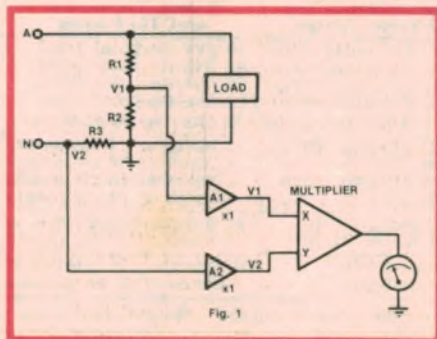 A
R1
V1
LOAD
R2
N
R3
V2
A1
V1
MULTIPLIER
x1
X
Y
A2
V2
x1
Fig. 1